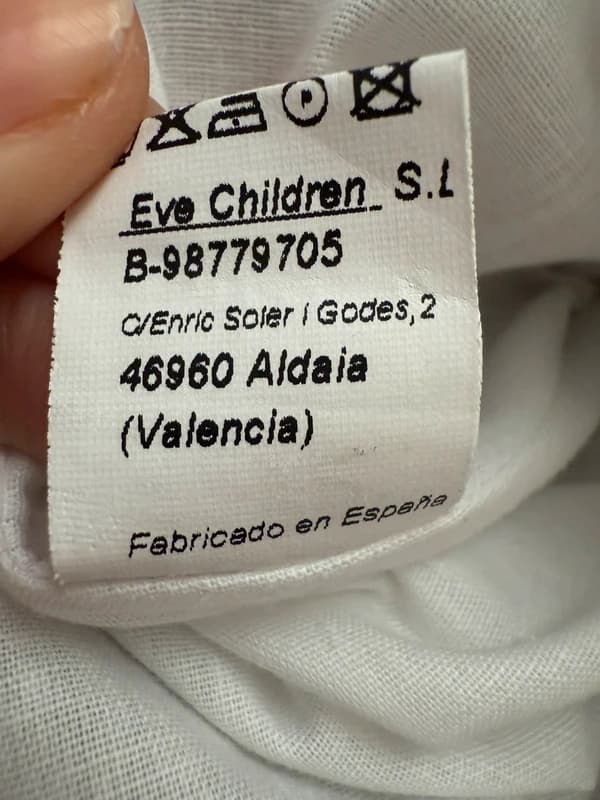 P
Eve Children S.L
B-98779705
C/Enric Soler i Godes,2
46960 Aldaia
(Valencia)
Fabricado en España